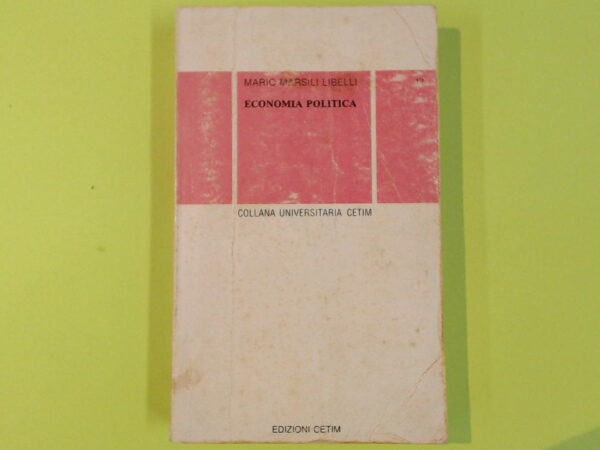 MARIO MARSILI LIBELLI
ECONOMIA POLITICA
COLLANA UNIVERSITARIA CETIM
EDIZIONI CETIM